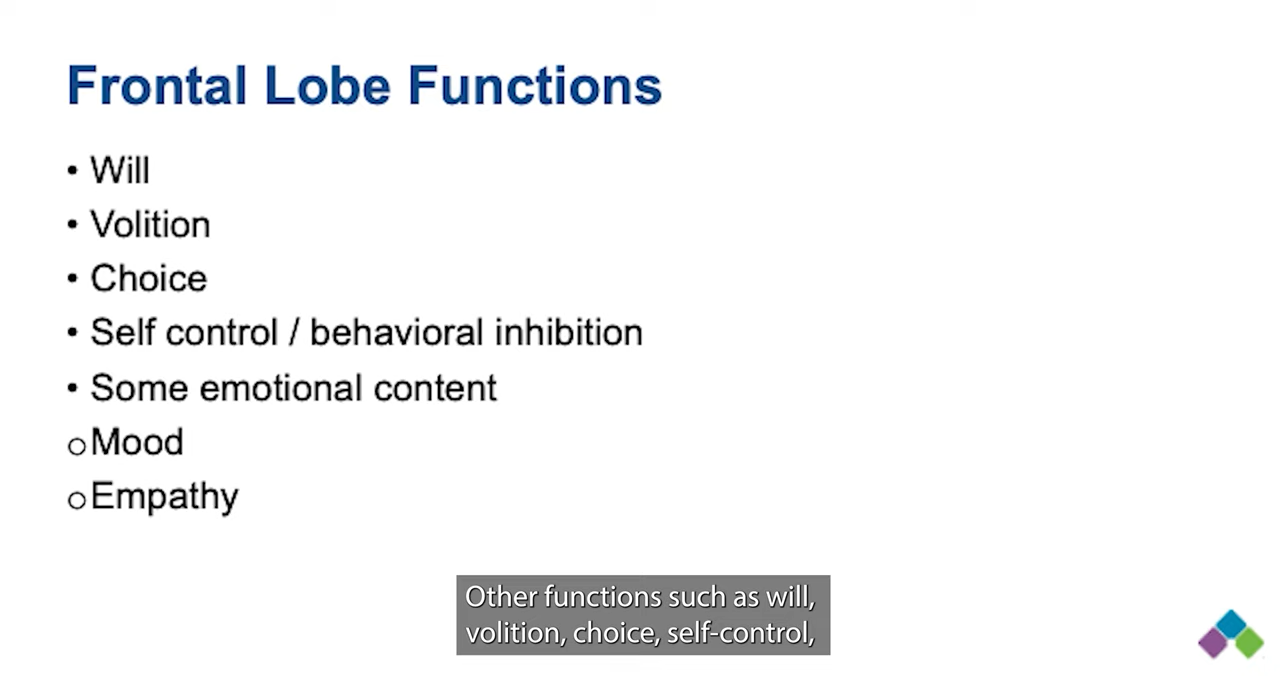 Frontal Lobe Functions
• Will
• Volition
• Choice
• Self control / behavioral inhibition
• Some emotional content
○ Mood
○ Empathy
Other functions such as will,
volition, choice, self-control,